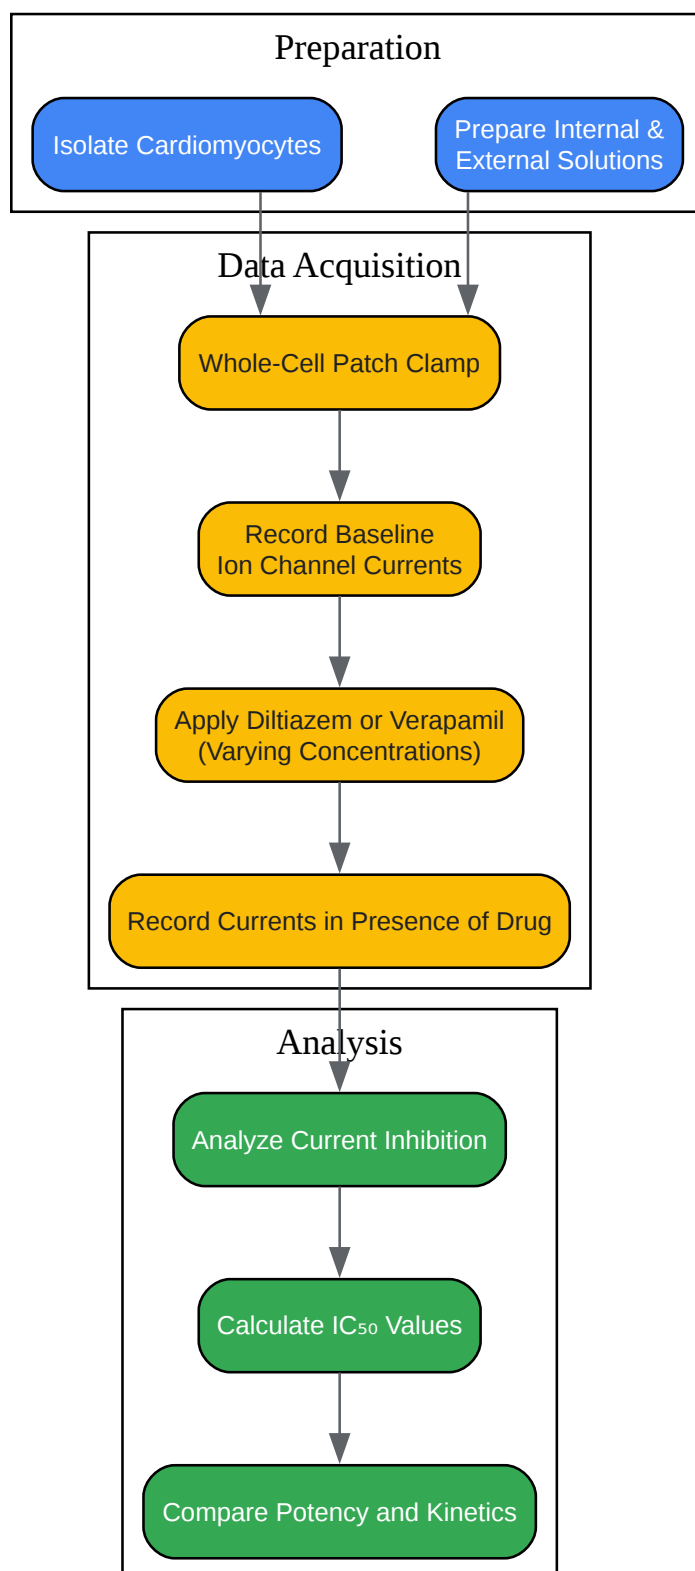 Preparation
Isolate Cardiomyocytes
Prepare Internal &
External Solutions
Data Acquisition
Whole-Cell Patch Clamp
Record Baseline
Ion Channel Currents
Apply Diltiazem or Verapamil
(Varying Concentrations)
Record Currents in Presence of Drug
Analysis
Analyze Current Inhibition
Calculate IC₅₀ Values
Compare Potency and Kinetics